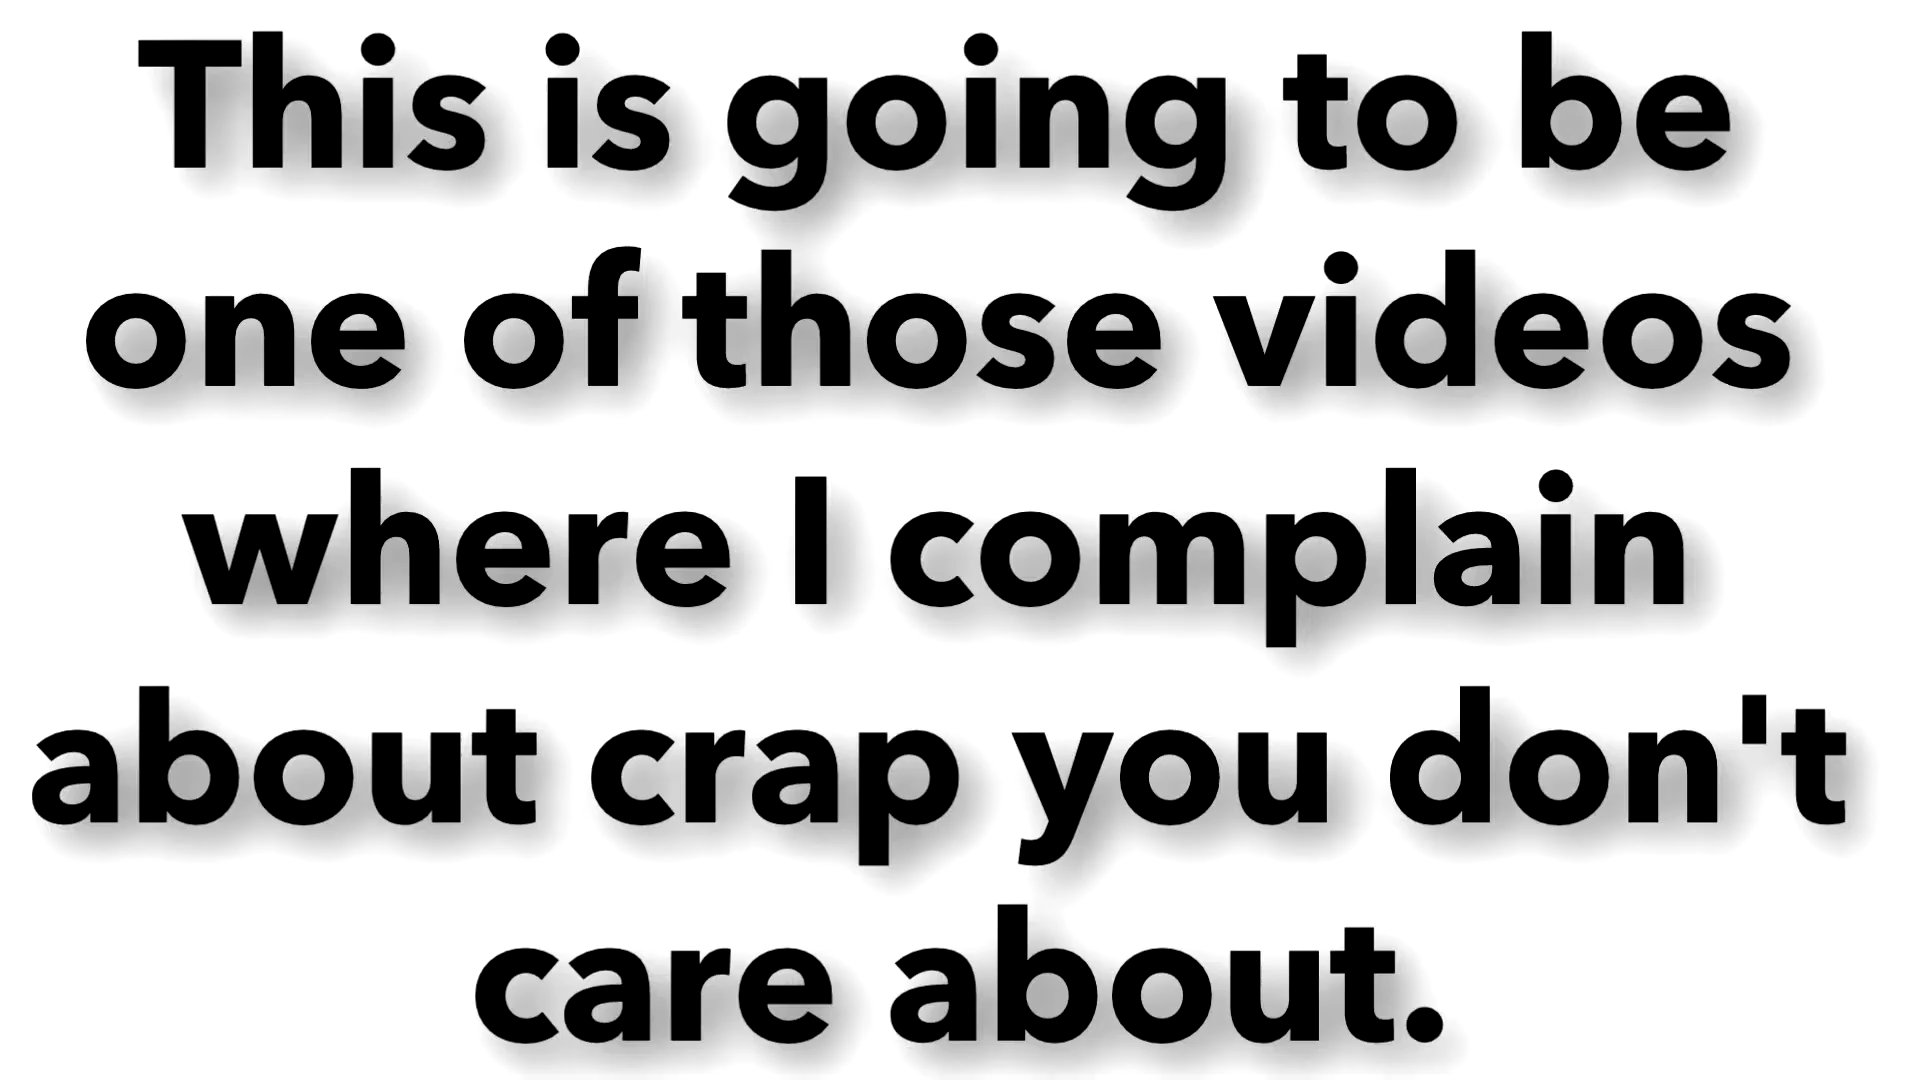 This is going to be
one of those videos
where I complain
about crap you don't
care about.